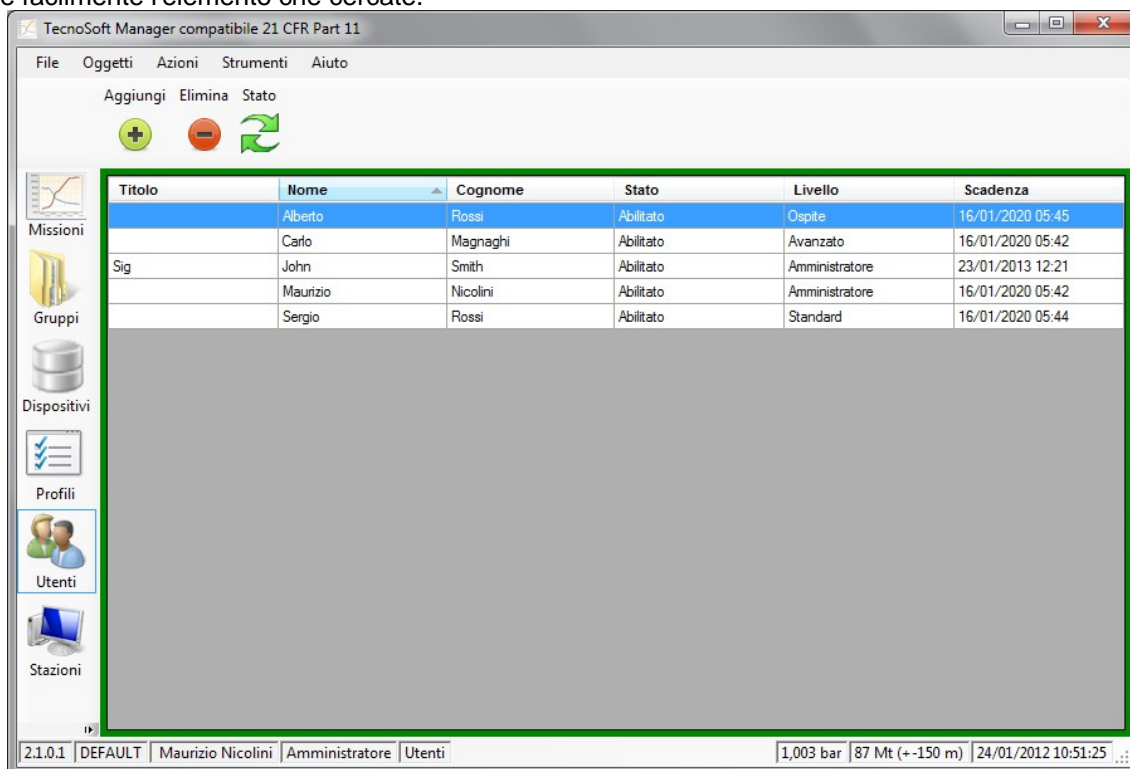 e facilmente l'elemento che cercate.
TecnoSoft Manager compatibile 21 CFR Part 11
File Oggetti Azioni Strumenti Aiuto
Aggiungi Elimina Stato
Titolo Nome Cognome Stato Livello Scadenza
Alberto Rossi Abilitato Ospite 16/01/2020 05:45
Carlo Magnaghi Abilitato Avanzato 16/01/2020 05:42
Sig John Smith Abilitato Amministratore 23/01/2013 12:21
Maurizio Nicolini Abilitato Amministratore 16/01/2020 05:42
Sergio Rossi Abilitato Standard 16/01/2020 05:44
Missioni
Gruppi
Dispositivi
Profili
Utenti
Stazioni
2.1.0.1 DEFAULT Maurizio Nicolini Amministratore Utenti 1,003 bar 87 Mt (+-150 m) 24/01/2012 10:51:25